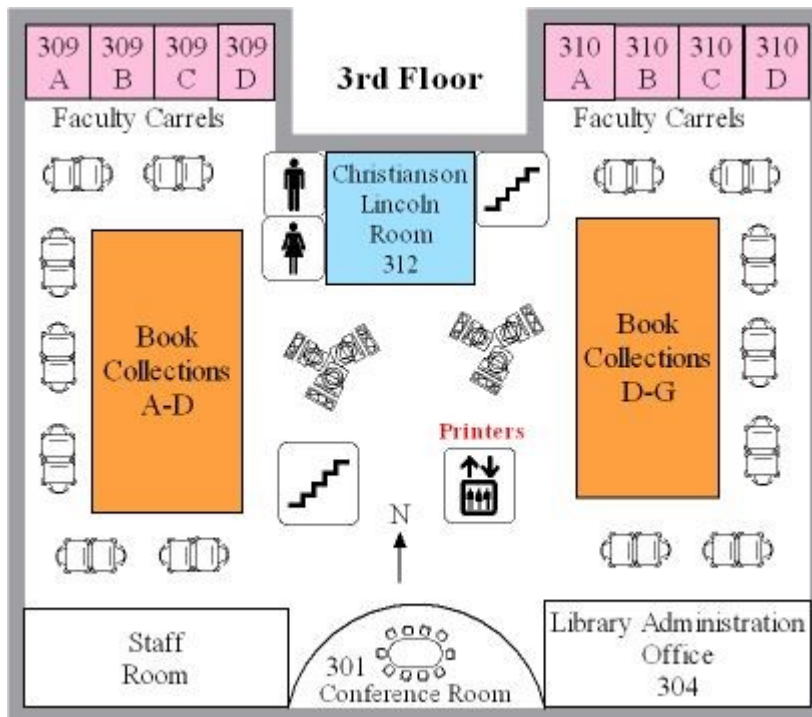 309 A
309 B
309 C
309 D
3rd Floor
310 A
310 B
310 C
310 D
Faculty Carrels
Faculty Carrels
Christianson
Lincoln
Room
312
Book
Collections
A-D
Book
Collections
D-G
Printers
N
Staff
Room
301
Conference Room
Library Administration
Office
304